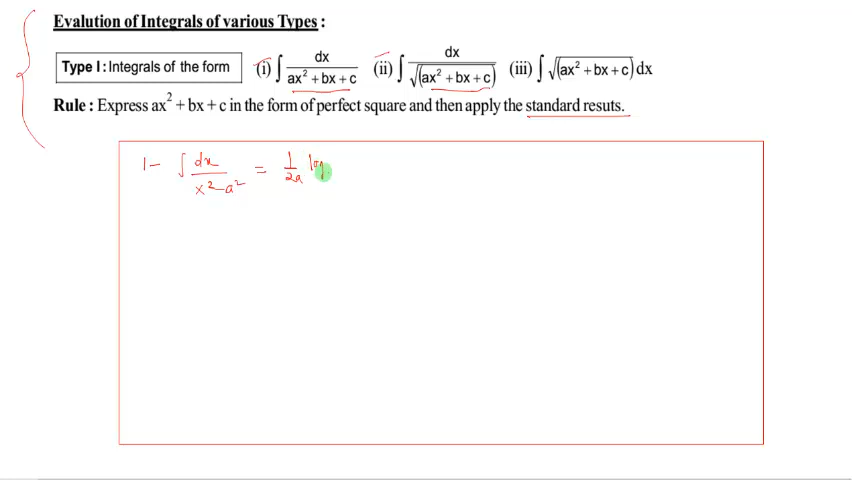 Evalution of Integrals of various Types :
Type I : Integrals of the form (i) ∫ dx / (ax² + bx + c) (ii) ∫ dx / √(ax² + bx + c) (iii) ∫ √(ax² + bx + c) dx
Rule : Express ax² + bx + c in the form of perfect square and then apply the standard resuts.
1- ∫ dx / (x² - a²) = 1/2a log